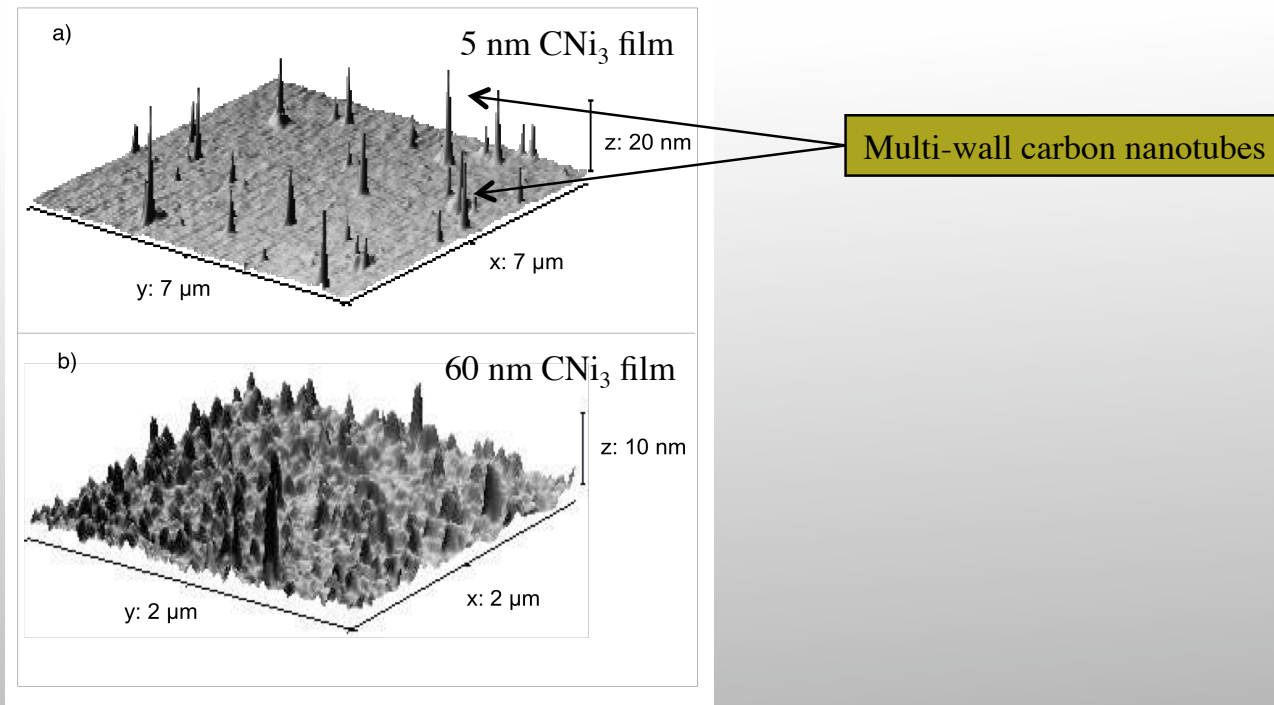 a)
5 nm CNi₃ film
z: 20 nm
Multi-wall carbon nanotubes
x: 7 µm
y: 7 µm
b)
60 nm CNi₃ film
z: 10 nm
x: 2 µm
y: 2 µm